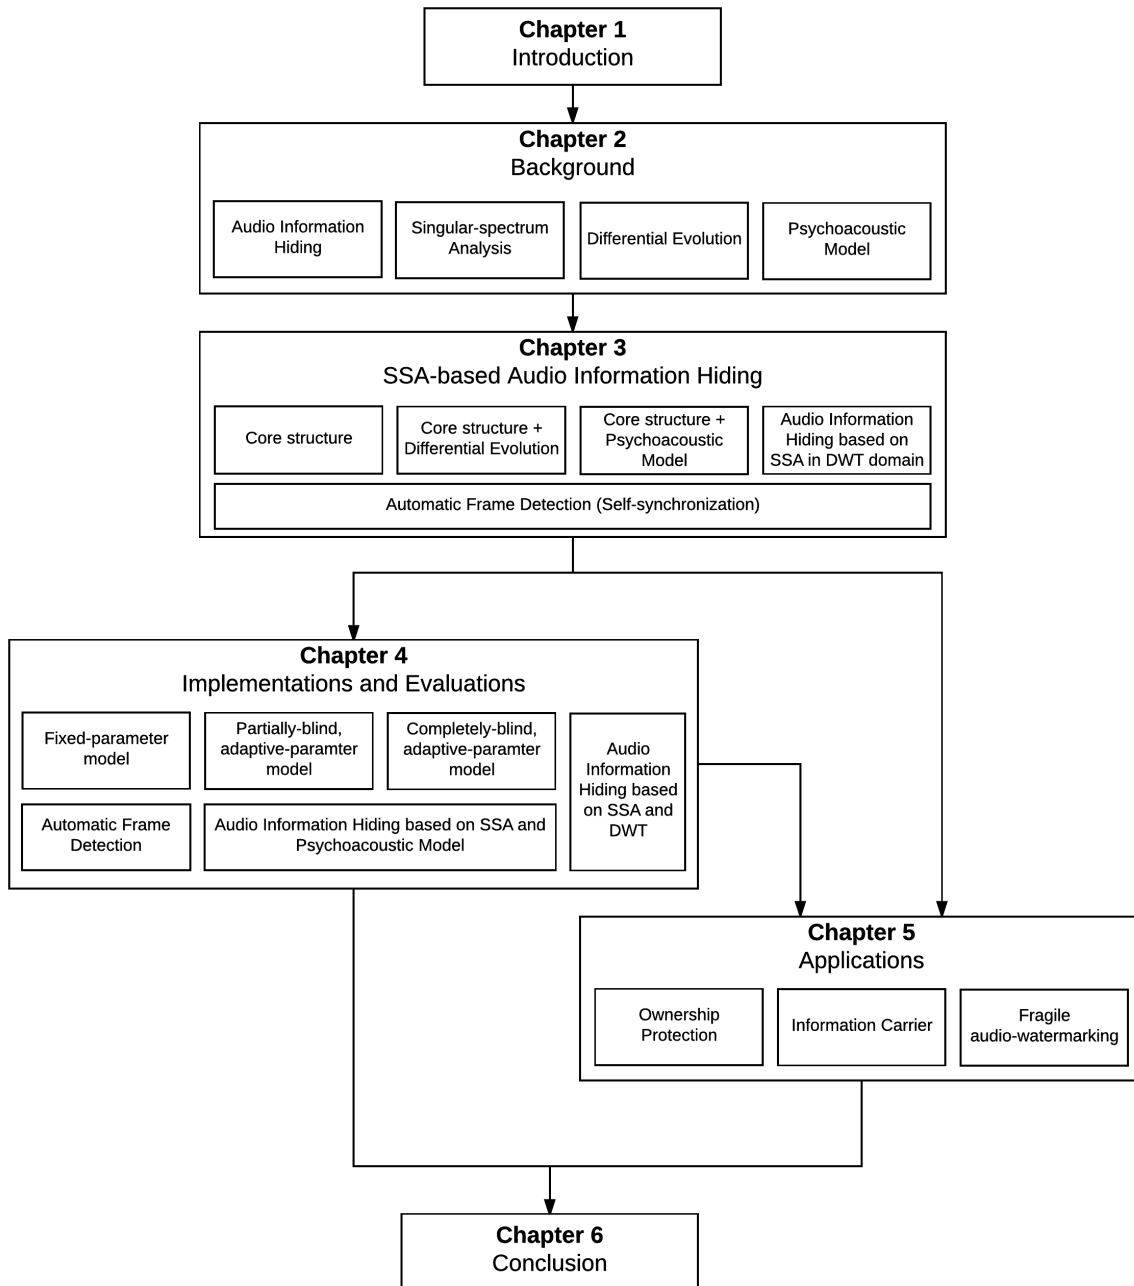 Chapter 1
Introduction
Chapter 2
Background
Audio Information
Hiding
Singular-spectrum
Analysis
Differential Evolution
Psychoacoustic
Model
Chapter 3
SSA-based Audio Information Hiding
Core structure
Core structure +
Differential Evolution
Core structure +
Psychoacoustic
Model
Audio Information
Hiding based on
SSA in DWT domain
Automatic Frame Detection (Self-synchronization)
Chapter 4
Implementations and Evaluations
Fixed-parameter
model
Partially-blind,
adaptive-paramter
model
Completely-blind,
adaptive-paramter
model
Audio
Information
Hiding based
on SSA and
DWT
Automatic Frame
Detection
Audio Information Hiding based on SSA and
Psychoacoustic Model
Chapter 5
Applications
Ownership
Protection
Information Carrier
Fragile
audio-watermarking
Chapter 6
Conclusion